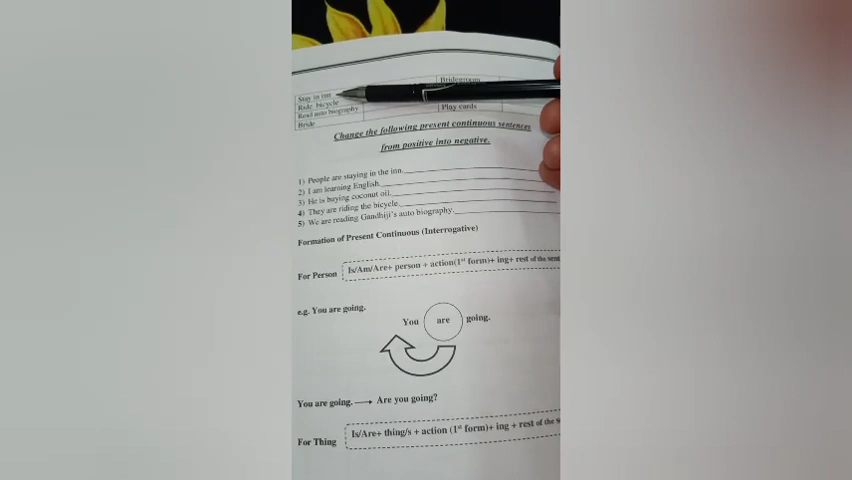 Bridegroom
Stay in inn
Ride bicycle
Read auto biography Play cards
Bride
Change the following present continuous sentences
from positive into negative.
1) People are staying in the inn.
2) I am learning English.
3) He is buying coconut oil.
4) They are riding the bicycle.
5) We are reading Gandhiji's auto biography.
Formation of Present Continuous (Interrogative)
For Person Is/Am/Are+ person + action(1st form)+ ing+ rest of the sent
e.g. You are going.
You are going.
You are going. → Are you going?
For Thing Is/Are+ thing/s + action (1st form)+ ing + rest of the s